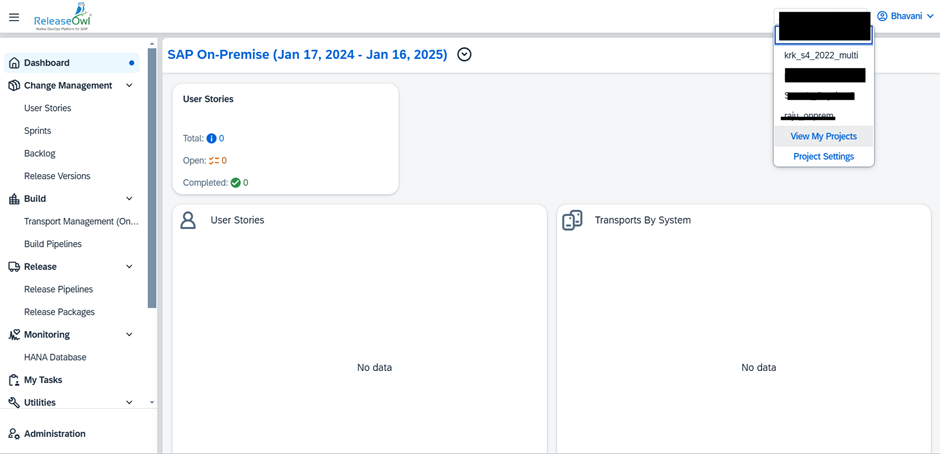 ReleaseOwl
Native DevOps Platform for SAP
Bhavani
krk_s4_2022_multi
View My Projects
Project Settings
Dashboard
Change Management
User Stories
Sprints
Backlog
Release Versions
Build
Transport Management (On...
Build Pipelines
Release
Release Pipelines
Release Packages
Monitoring
HANA Database
My Tasks
Utilities
Administration
SAP On-Premise (Jan 17, 2024 - Jan 16, 2025)
User Stories
Total: 0
Open: 0
Completed: 0
User Stories
No data
Transports By System
No data